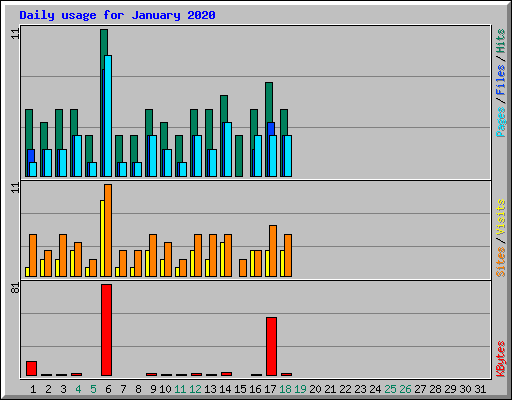 Daily usage for January 2020
11
Pages / Files / Hits
11
Sites / Visits
81
KBytes
1 2 3 4 5 6 7 8 9 10 11 12 13 14 15 16 17 18 19 20 21 22 23 24 25 26 27 28 29 30 31